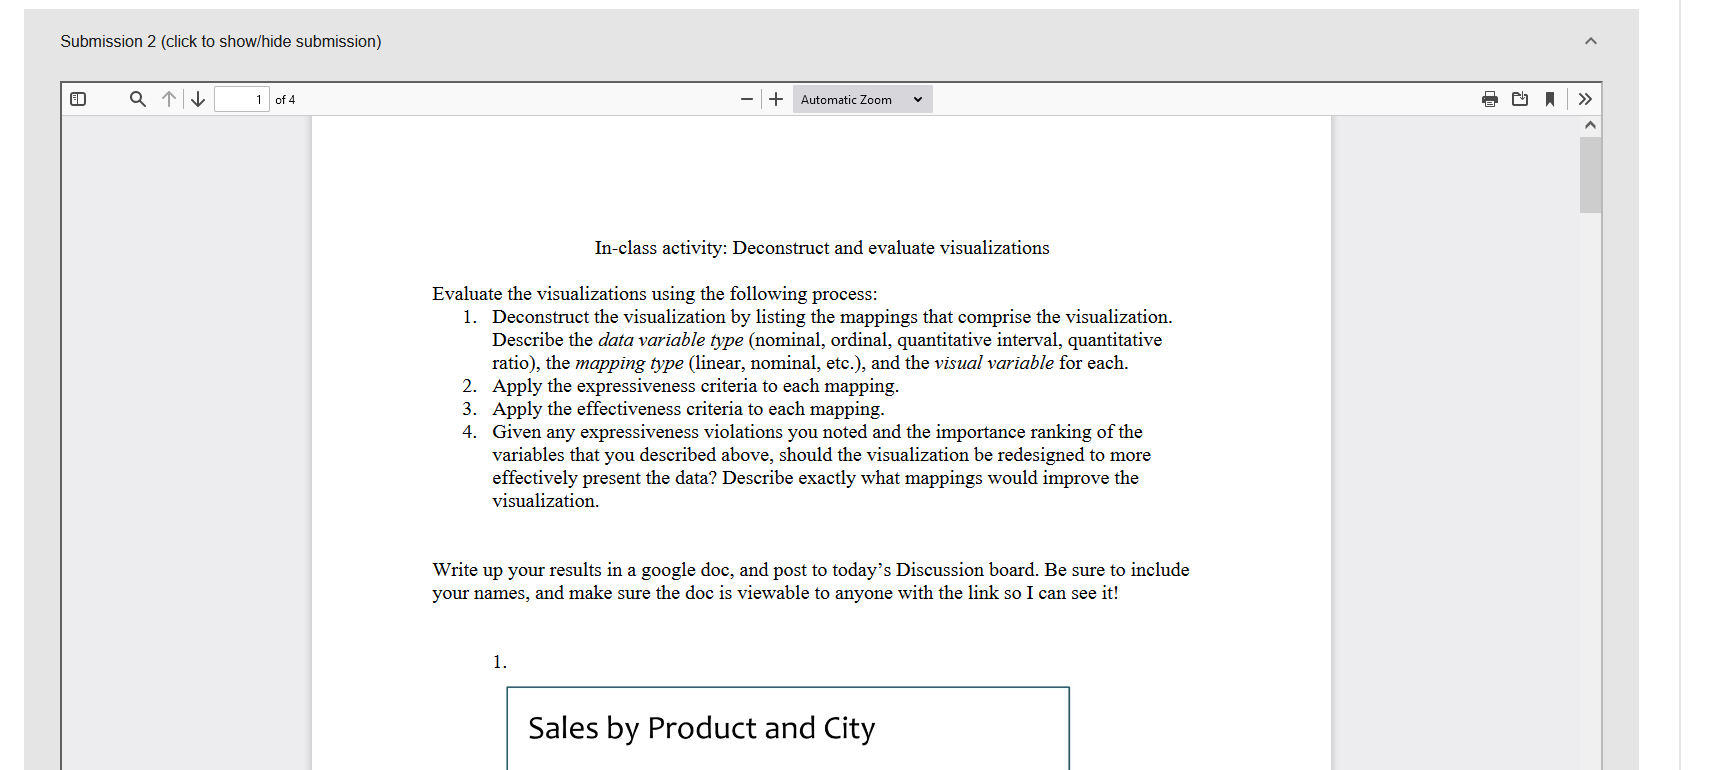 Submission 2 (click to show/hide submission)
1 of 4
Automatic Zoom
In-class activity: Deconstruct and evaluate visualizations
Evaluate the visualizations using the following process:
1. Deconstruct the visualization by listing the mappings that comprise the visualization.
Describe the data variable type (nominal, ordinal, quantitative interval, quantitative
ratio), the mapping type (linear, nominal, etc.), and the visual variable for each.
2. Apply the expressiveness criteria to each mapping.
3. Apply the effectiveness criteria to each mapping.
4. Given any expressiveness violations you noted and the importance ranking of the
variables that you described above, should the visualization be redesigned to more
effectively present the data? Describe exactly what mappings would improve the
visualization.
Write up your results in a google doc, and post to today’s Discussion board. Be sure to include
your names, and make sure the doc is viewable to anyone with the link so I can see it!
1.
Sales by Product and City